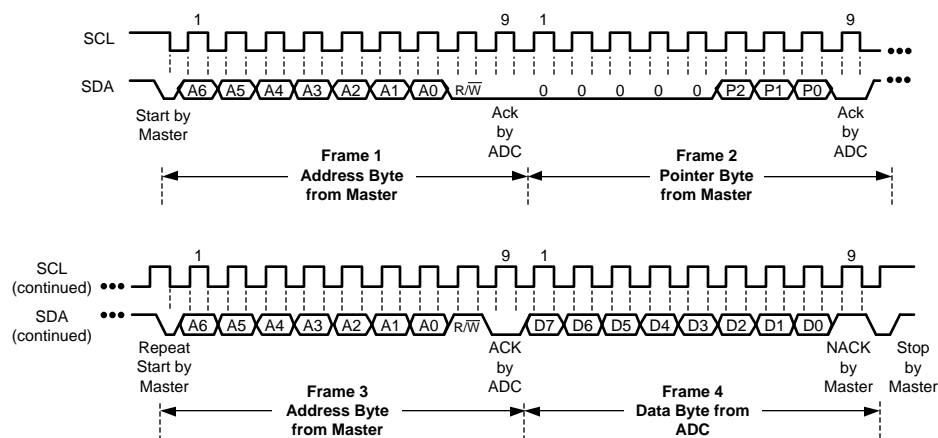 1 9 1 9
SCL
SDA
A6 A5 A4 A3 A2 A1 A0 R/W̅ 0 0 0 0 0 P2 P1 P0
Start by
Master
Ack
by
ADC
Ack
by
ADC
Frame 1
Address Byte
from Master
Frame 2
Pointer Byte
from Master
1 9 1 9
SCL
(continued)
SDA
(continued)
A6 A5 A4 A3 A2 A1 A0 R/W̅ D7 D6 D5 D4 D3 D2 D1 D0
Repeat
Start by
Master
ACK
by
ADC
NACK
by
Master
Stop
by
Master
Frame 3
Address Byte
from Master
Frame 4
Data Byte from
ADC